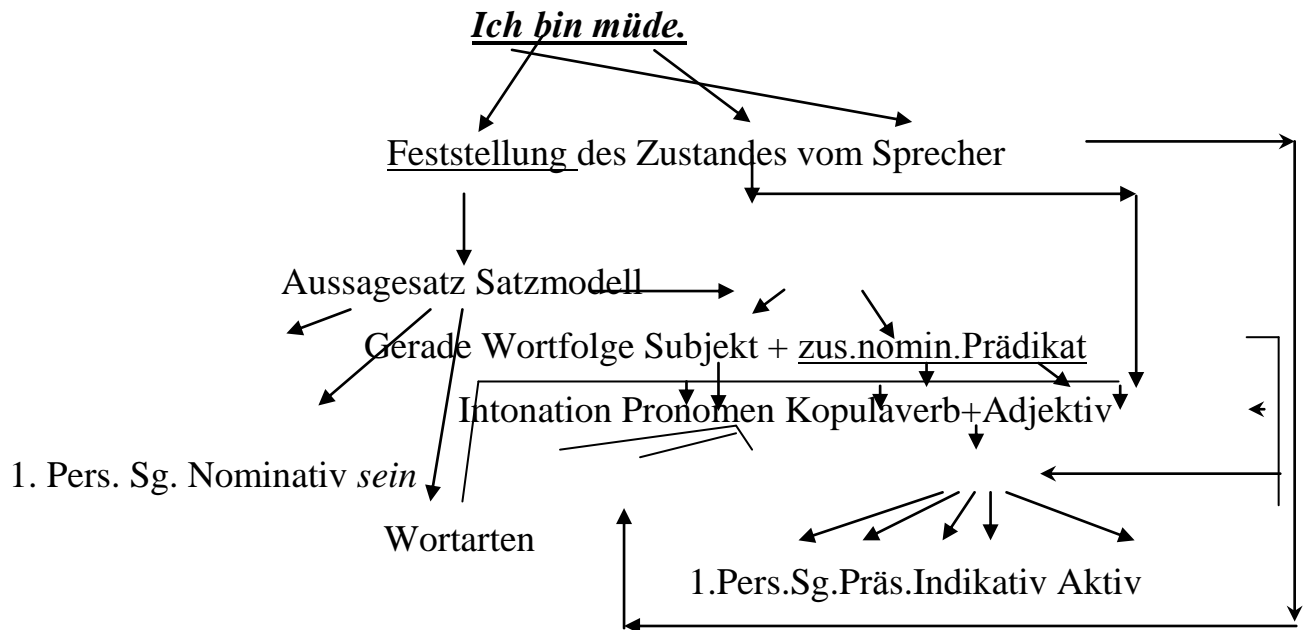 Ich bin müde.
Feststellung des Zustandes vom Sprecher
Aussagesatz Satzmodell
Gerade Wortfolge Subjekt + zus.nomin.Prädikat
Intonation Pronomen Kopulaverb+Adjektiv
1. Pers. Sg. Nominativ sein
Wortarten
1.Pers.Sg.Präs.Indikativ Aktiv